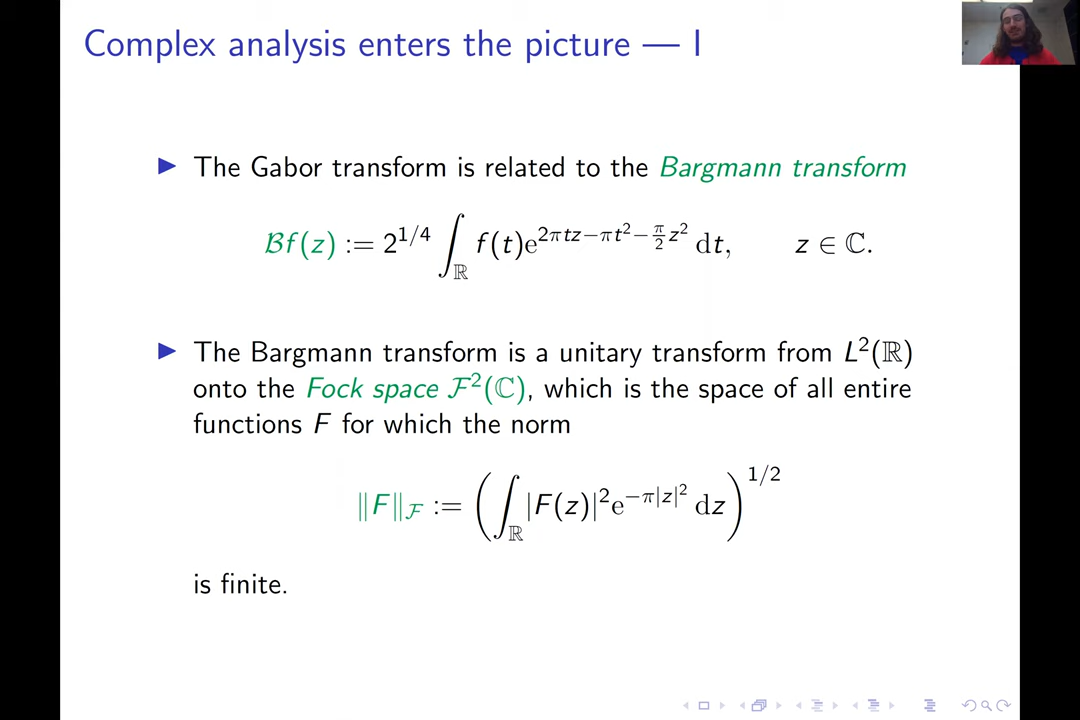 Complex analysis enters the picture — I
▶ The Gabor transform is related to the Bargmann transform
ℬf(z) := 2^{1/4} ∫_ℝ f(t)e^{2πtz−πt²−(π/2)z²} dt,    z ∈ ℂ.
▶ The Bargmann transform is a unitary transform from L²(ℝ)
onto the Fock space ℱ²(ℂ), which is the space of all entire
functions F for which the norm
‖F‖_ℱ := (∫_ℝ |F(z)|²e^{−π|z|²} dz)^{1/2}
is finite.